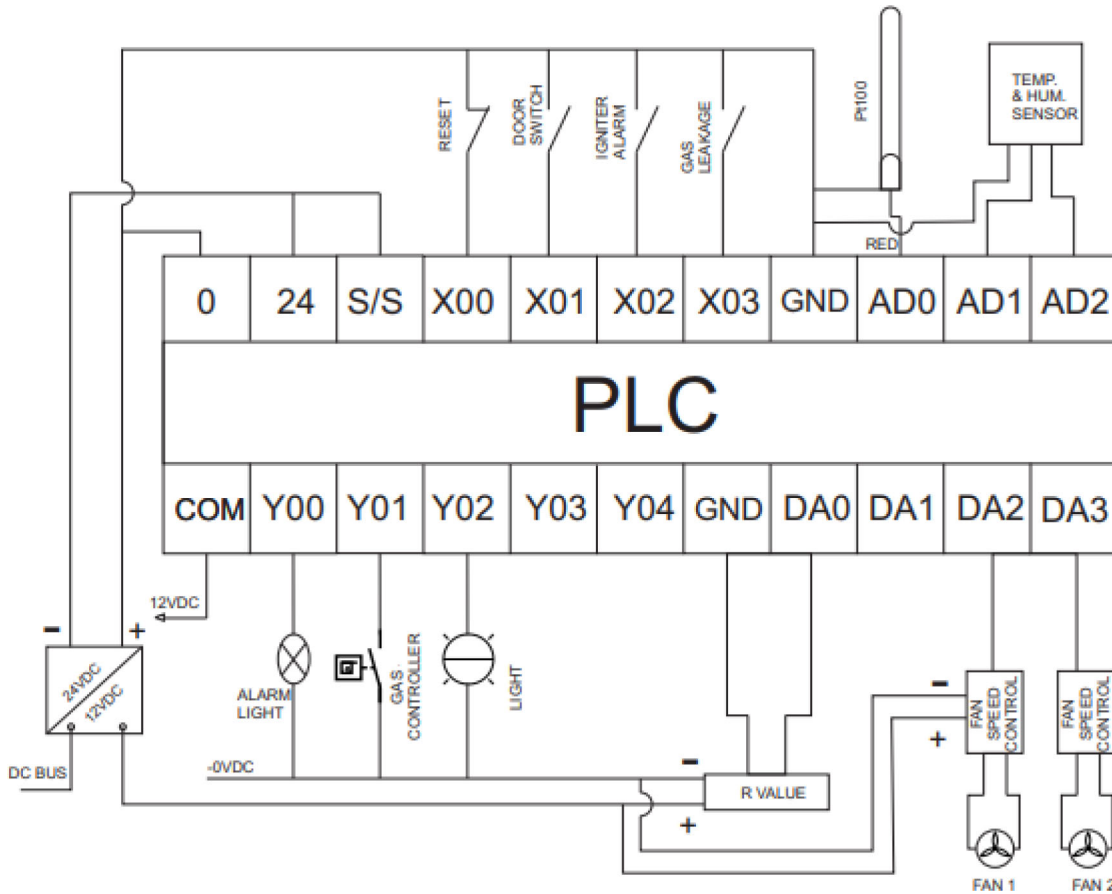 TEMP.
& HUM.
SENSOR
Pt100
RESET
DOOR
SWITCH
IGNITER
ALARM
GAS
LEAKAGE
RED
0 24 S/S X00 X01 X02 X03 GND AD0 AD1 AD2
PLC
COM Y00 Y01 Y02 Y03 Y04 GND DA0 DA1 DA2 DA3
12VDC
- +
24VDC
12VDC
DC BUS
ALARM
LIGHT
GAS
CONTROLLER
LIGHT
-0VDC
-
R VALUE
+
-
+
FAN
SPEED
CONTROL
FAN
SPEED
CONTROL
FAN 1
FAN 2